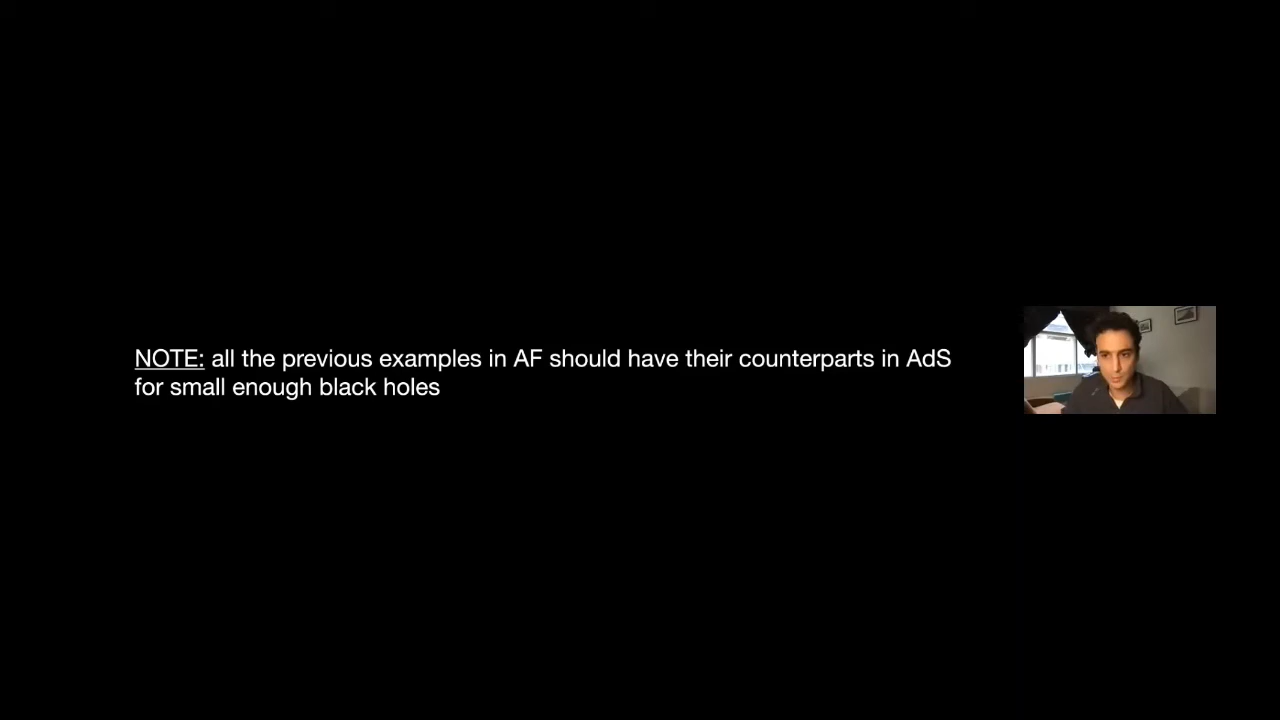 NOTE: all the previous examples in AF should have their counterparts in AdS
for small enough black holes